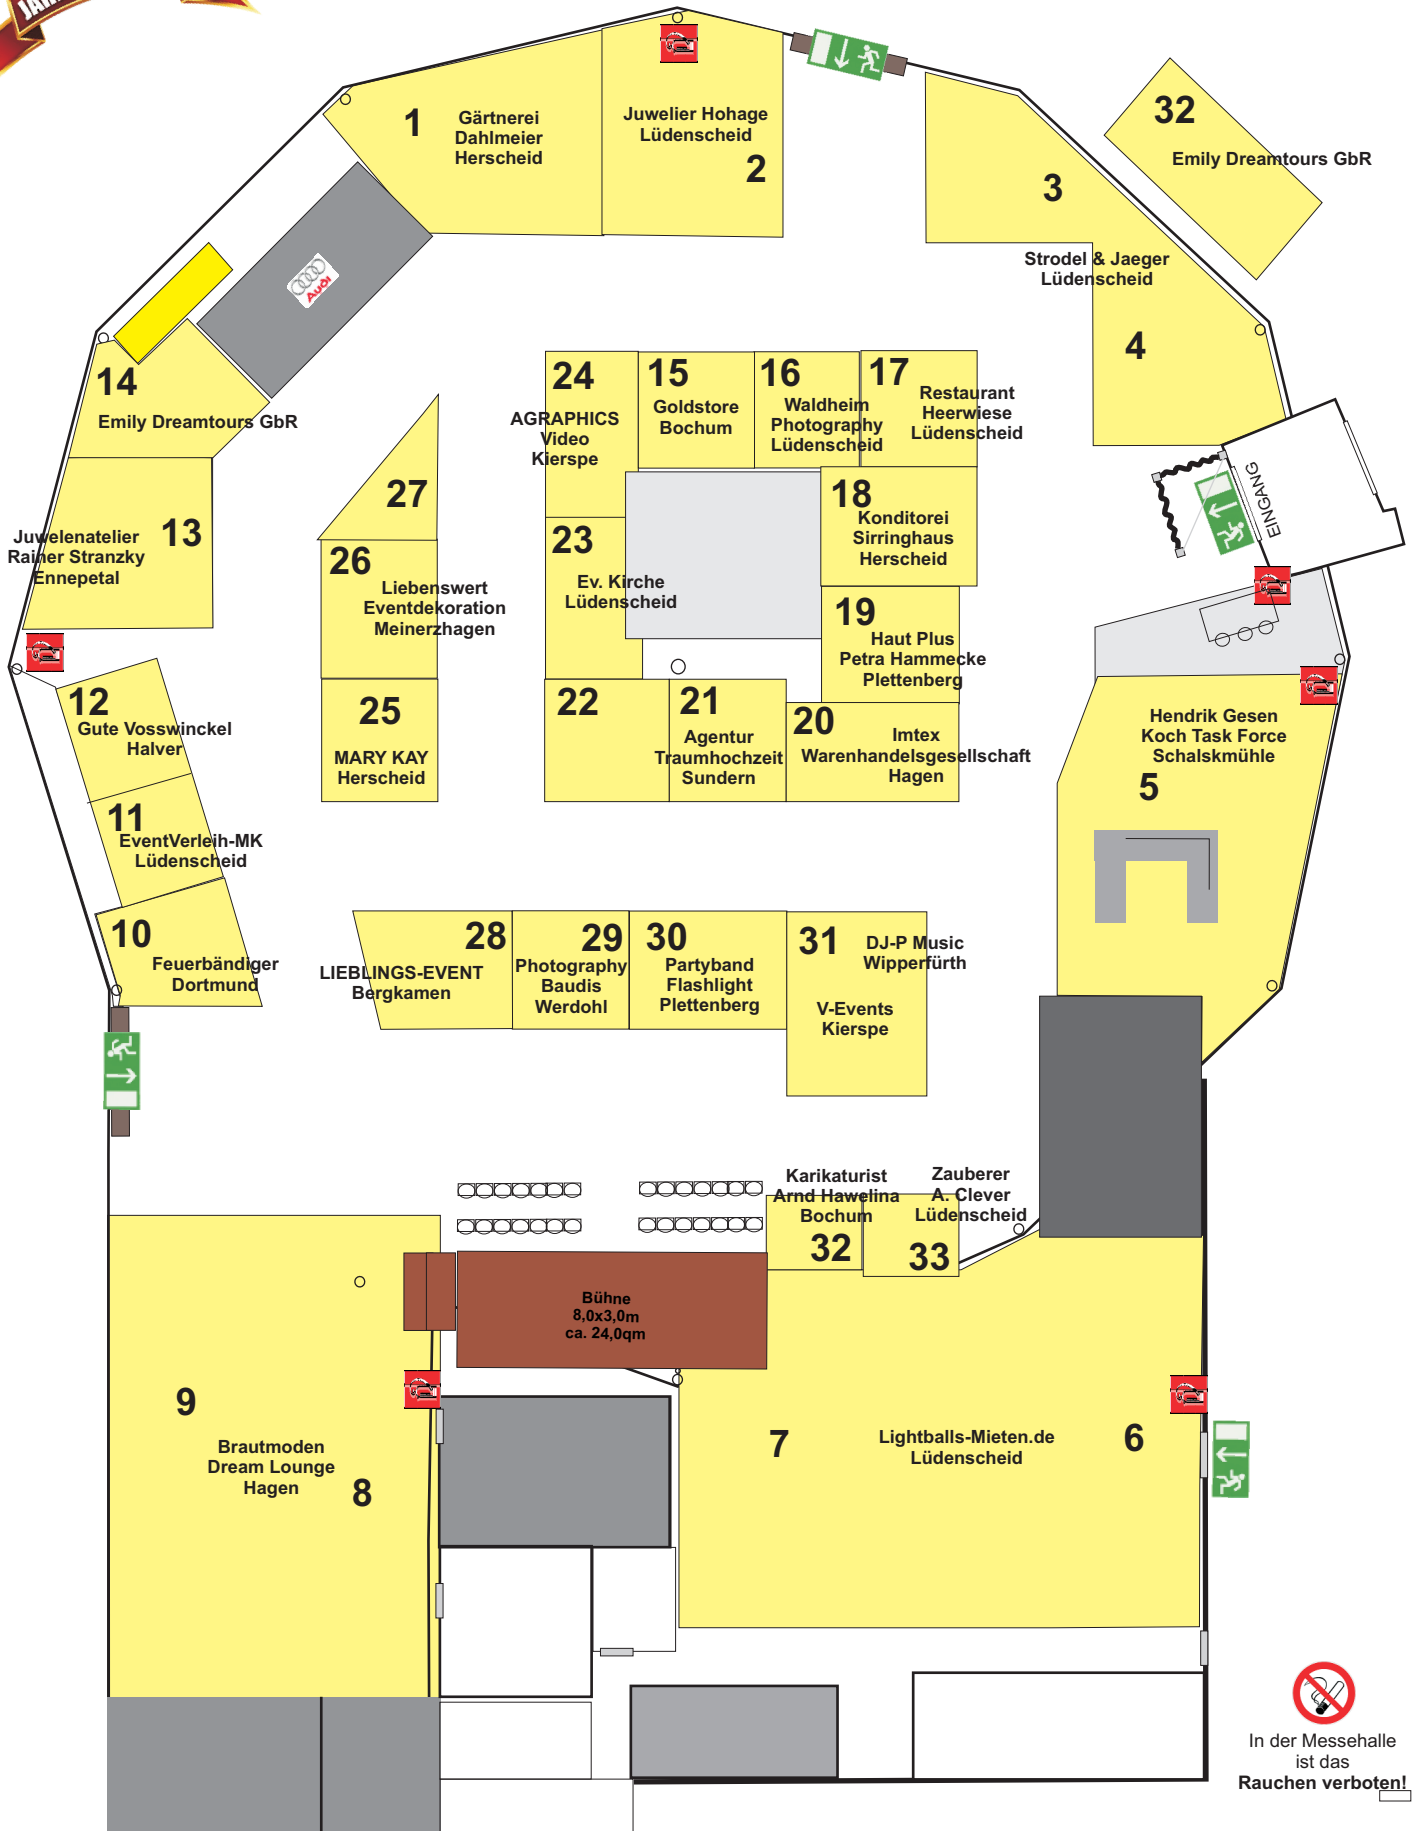 1
Gärtnerei
Dahlmeier
Herscheid
Juwelier Hohage
Lüdenscheid
2
3
32
Emily Dreamtours GbR
Strodel & Jaeger
Lüdenscheid
4
Audi
14
Emily Dreamtours GbR
24
AGRAPHICS
Video
Kierspe
15
Goldstore
Bochum
16
Waldheim
Photography
Lüdenscheid
17
Restaurant
Heerwiese
Lüdenscheid
EINGANG
13
Juwelenatelier
Rainer Stranzky
Ennepetal
27
26
Liebenswert
Eventdekoration
Meinerzhagen
23
Ev. Kirche
Lüdenscheid
18
Konditorei
Sirringhaus
Herscheid
19
Haut Plus
Petra Hammecke
Plettenberg
12
Gute Vosswinckel
Halver
25
MARY KAY
Herscheid
22
21
Agentur
Traumhochzeit
Sundern
20
Imtex
Warenhandelsgesellschaft
Hagen
Hendrik Gesen
Koch Task Force
Schalskmühle
5
11
EventVerleih-MK
Lüdenscheid
10
Feuerbändiger
Dortmund
28
LIEBLINGS-EVENT
Bergkamen
29
Photography
Baudis
Werdohl
30
Partyband
Flashlight
Plettenberg
31
DJ-P Music
Wipperfürth
V-Events
Kierspe
Karikaturist
Arnd Hawelina
Bochum
32
Zauberer
A. Clever
Lüdenscheid
33
Bühne
8,0x3,0m
ca. 24,0qm
9
Brautmoden
Dream Lounge
Hagen
8
7
Lightballs-Mieten.de
Lüdenscheid
6
In der Messehalle
ist das
Rauchen verboten!